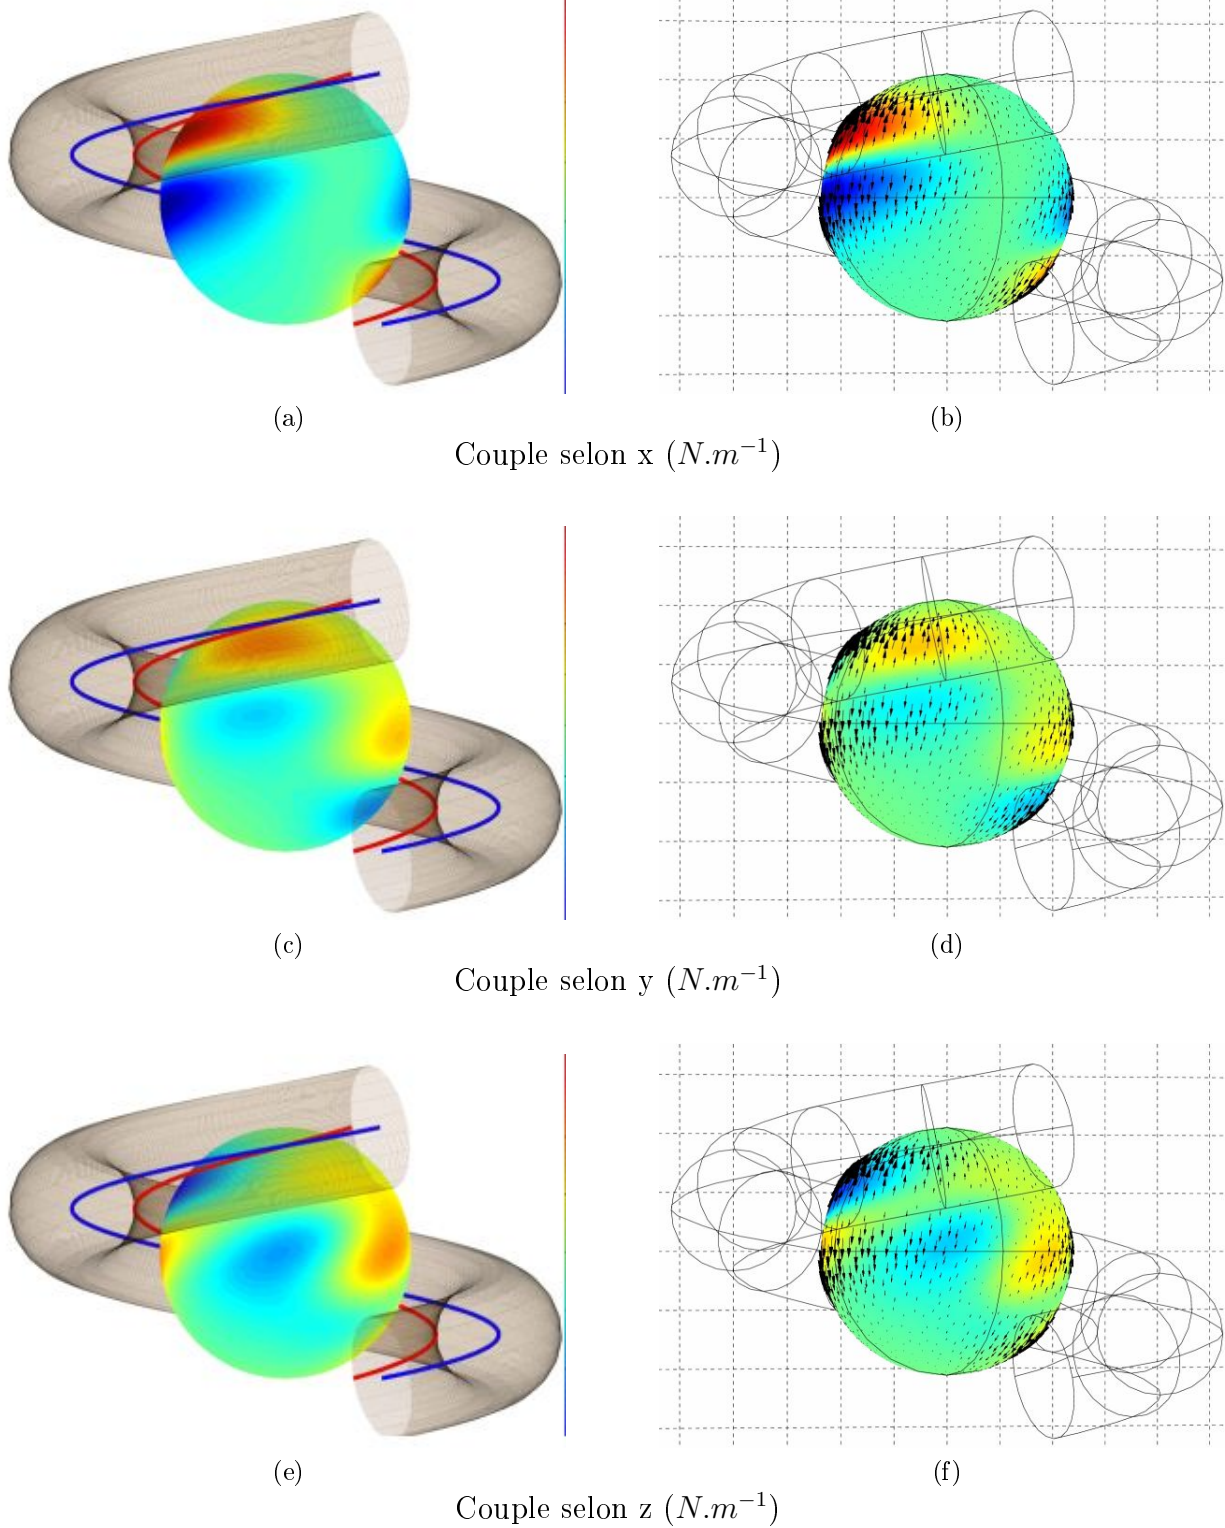 (a) (b)
Couple selon x (N.m⁻¹)
(c) (d)
Couple selon y (N.m⁻¹)
(e) (f)
Couple selon z (N.m⁻¹)